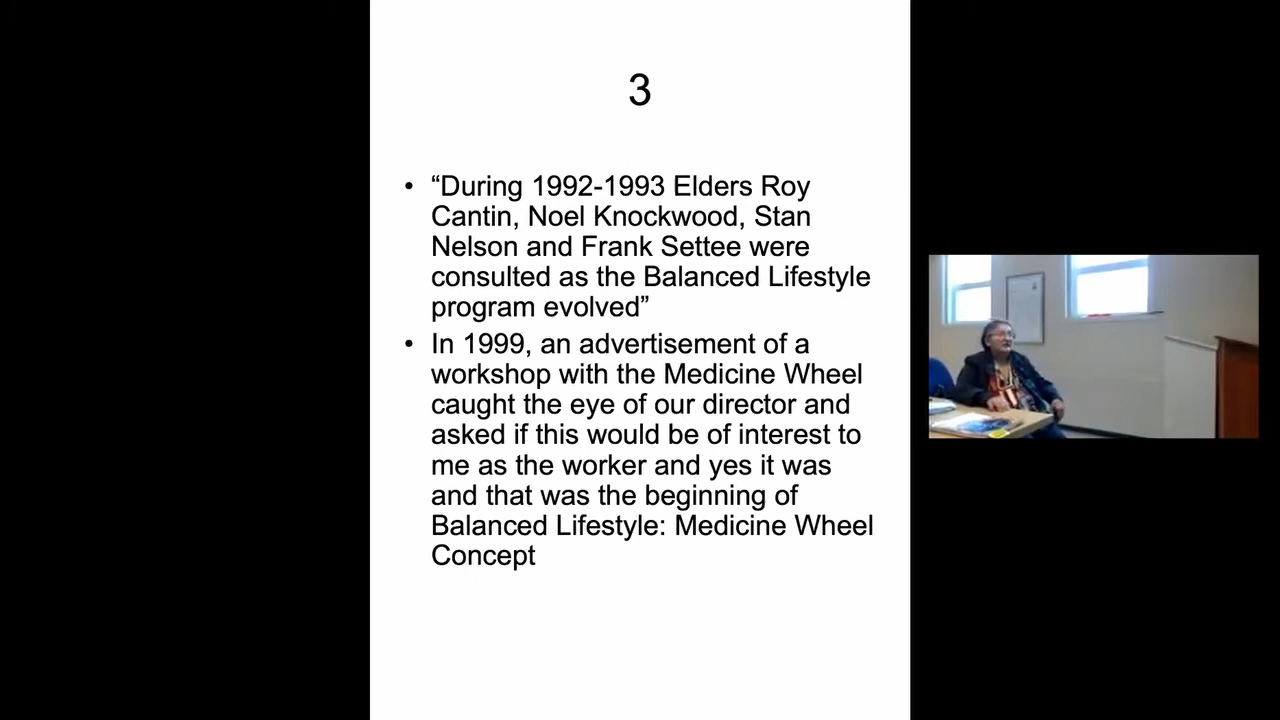 3
• “During 1992-1993 Elders Roy
Cantin, Noel Knockwood, Stan
Nelson and Frank Settee were
consulted as the Balanced Lifestyle
program evolved”
• In 1999, an advertisement of a
workshop with the Medicine Wheel
caught the eye of our director and
asked if this would be of interest to
me as the worker and yes it was
and that was the beginning of
Balanced Lifestyle: Medicine Wheel
Concept